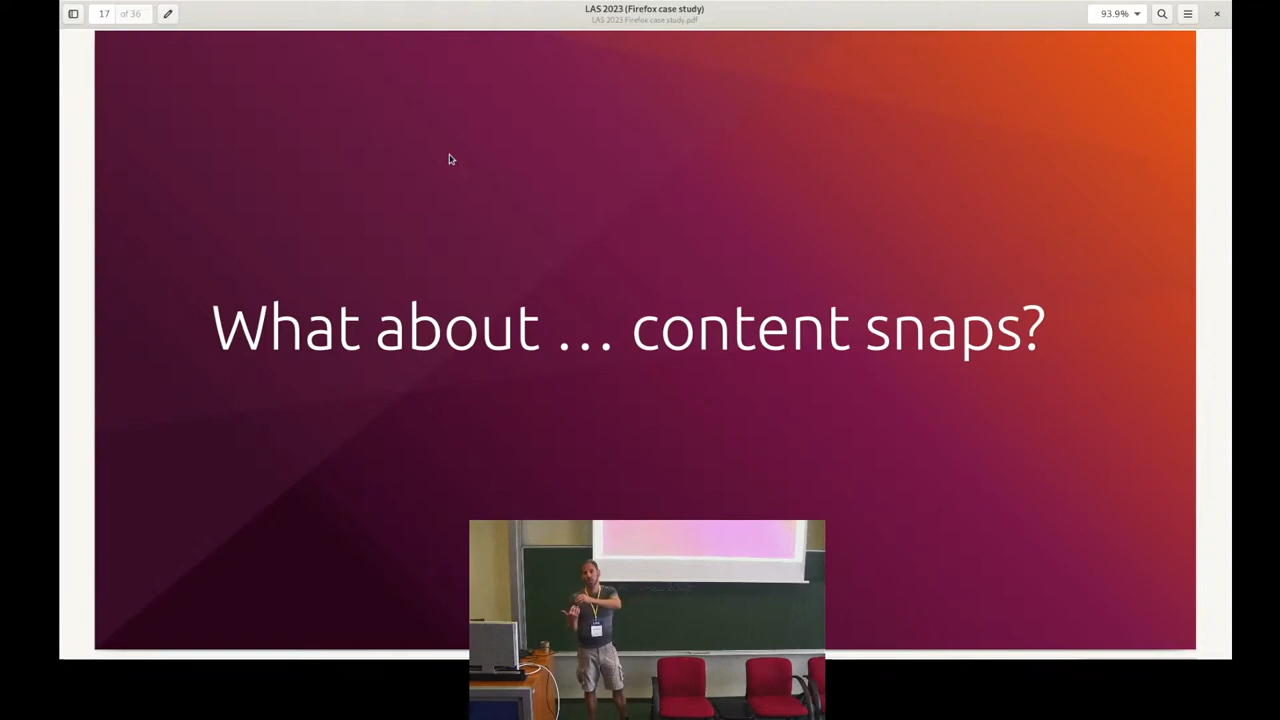 17 of 36
LAS 2023 (Firefox case study)
LAS 2023 Firefox case study.pdf
93.9%
What about … content snaps?